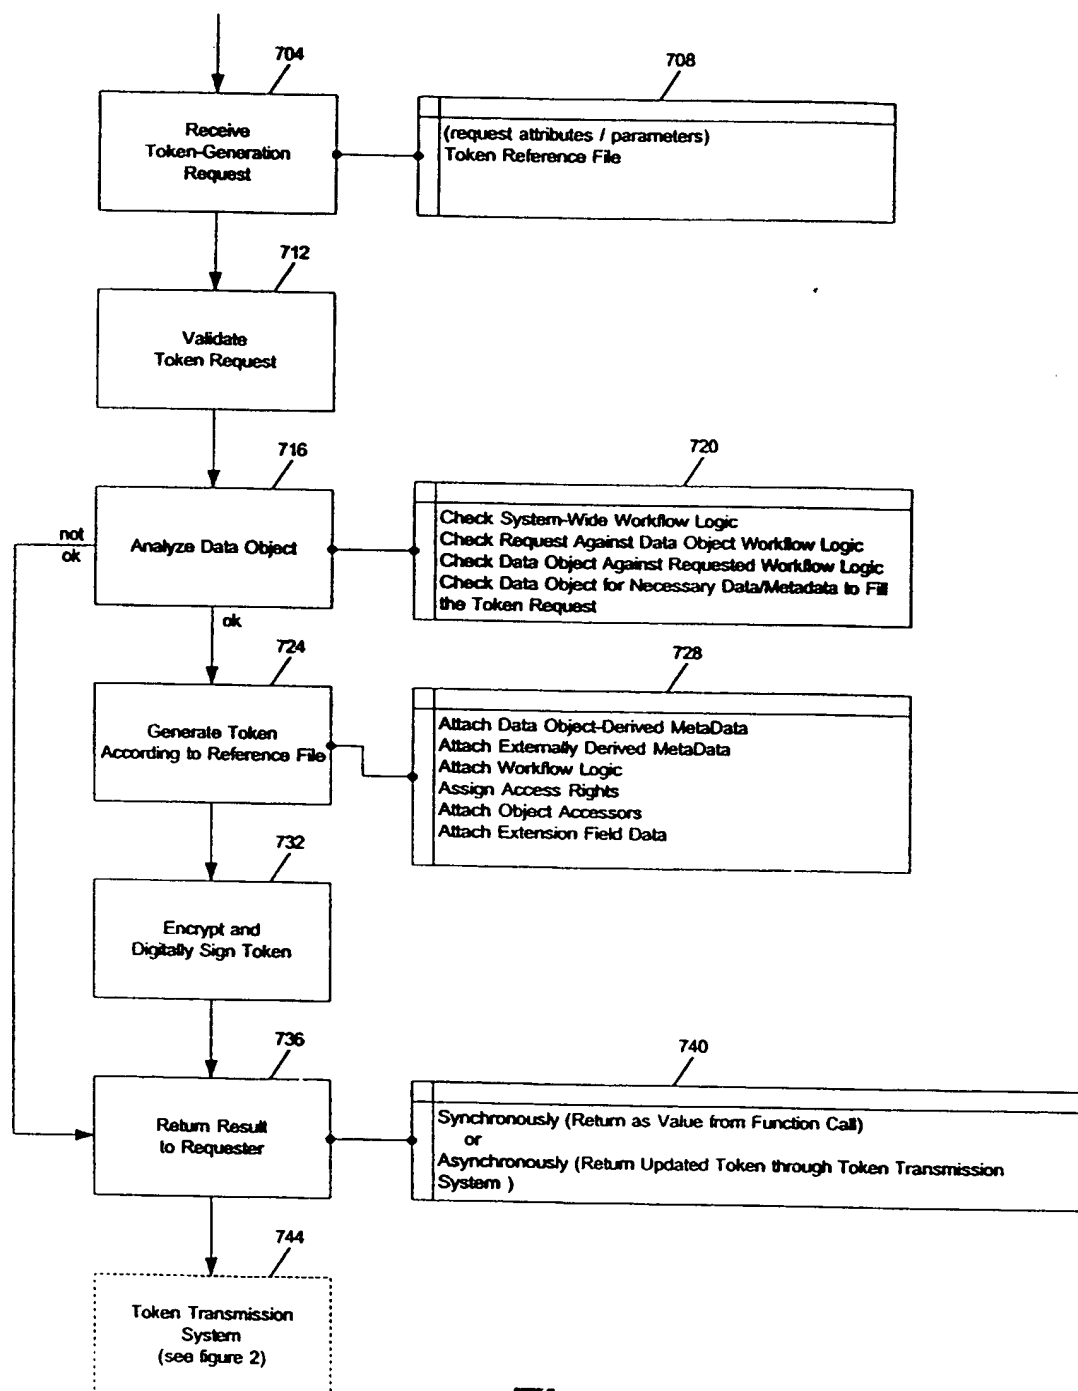 704
708
Receive
Token-Generation
Request
(request attributes / parameters)
Token Reference File
712
Validate
Token Request
716
720
not
ok
Analyze Data Object
Check System-Wide Workflow Logic
Check Request Against Data Object Workflow Logic
Check Data Object Against Requested Workflow Logic
Check Data Object for Necessary Data/Metadata to Fill
the Token Request
ok
724
728
Generate Token
According to Reference File
Attach Data Object-Derived MetaData
Attach Externally Derived MetaData
Attach Workflow Logic
Assign Access Rights
Attach Object Accessors
Attach Extension Field Data
732
Encrypt and
Digitally Sign Token
736
740
Return Result
to Requester
Synchronously (Return as Value from Function Call)
or
Asynchronously (Return Updated Token through Token Transmission
System )
744
Token Transmission
System
(see figure 2)